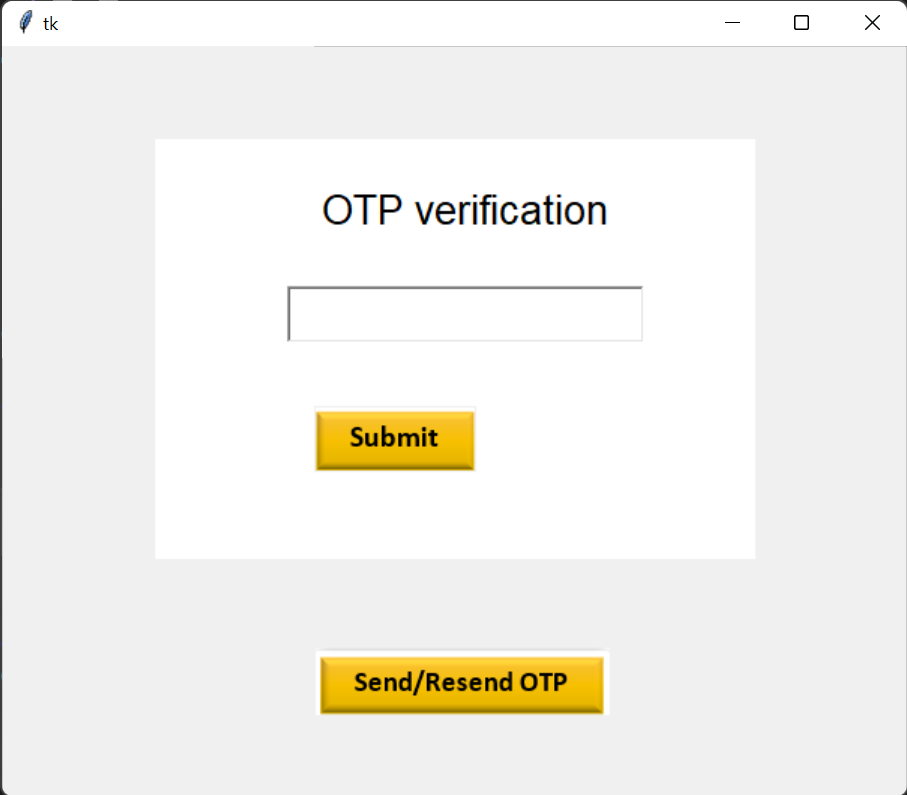 tk
OTP verification
Submit
Send/Resend OTP